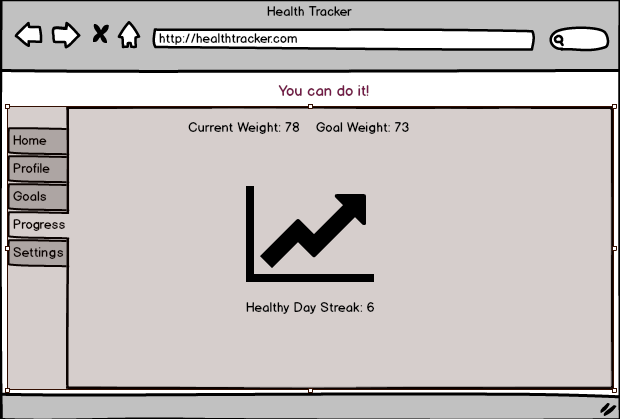 Health Tracker
http://healthtracker.com
You can do it!
Current Weight: 78 Goal Weight: 73
Home
Profile
Goals
Progress
Settings
Healthy Day Streak: 6